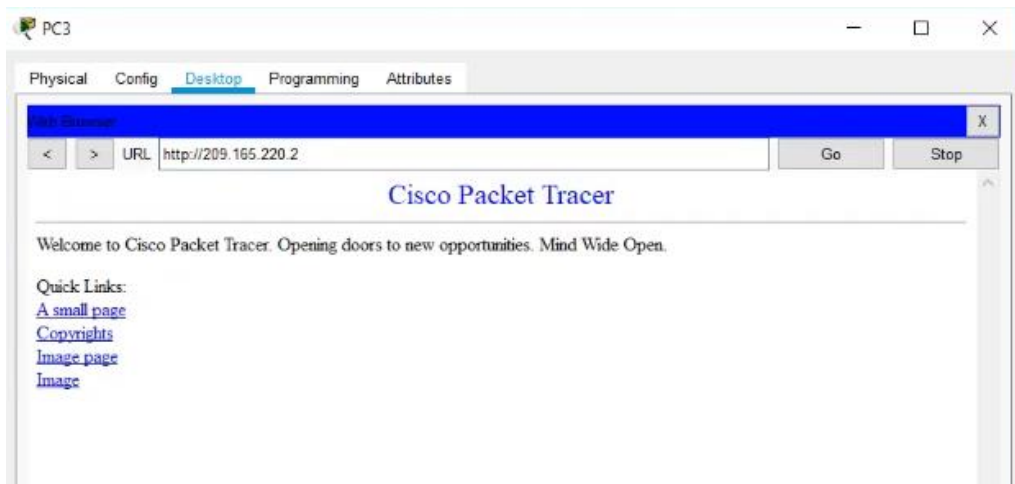 PC3
Physical Config Desktop Programming Attributes
Web Browser X
< > URL http://209.165.220.2 Go Stop
Cisco Packet Tracer
Welcome to Cisco Packet Tracer. Opening doors to new opportunities. Mind Wide Open.
Quick Links:
A small page
Copyrights
Image page
Image